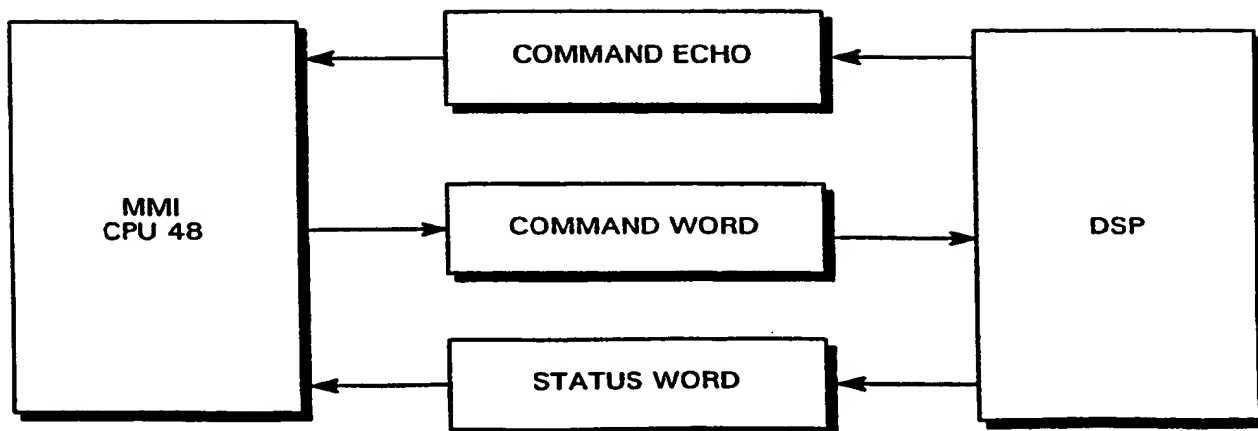 COMMAND ECHO
MMI
CPU 48
COMMAND WORD
DSP
STATUS WORD